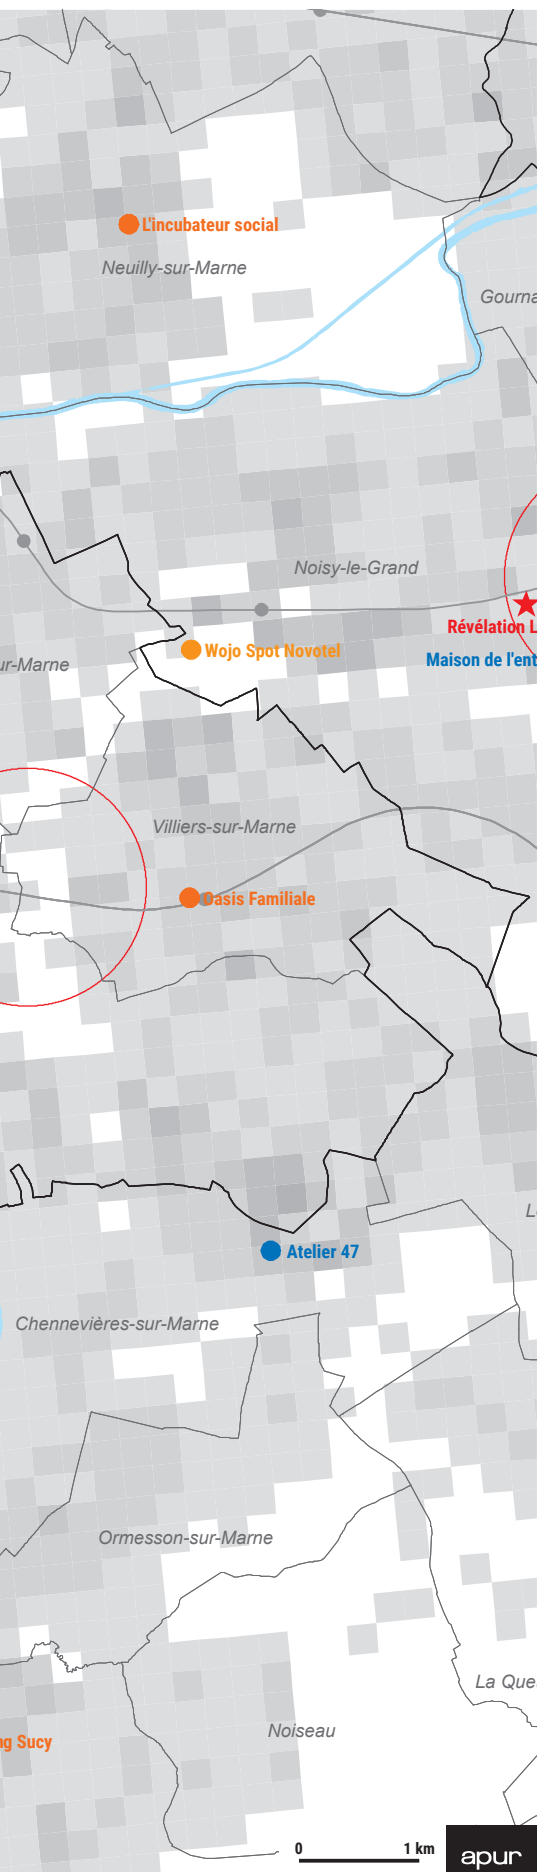 L'incubateur social
Neuilly-sur-Marne
Gourna
Noisy-le-Grand
Révélation L
Wojo Spot Novotel
Maison de l'ent
ur-Marne
Villiers-sur-Marne
Oasis Familiale
L
Atelier 47
Chennevières-sur-Marne
Ormesson-sur-Marne
La Que
Noiseau
ng Sucy
0 1 km
apur